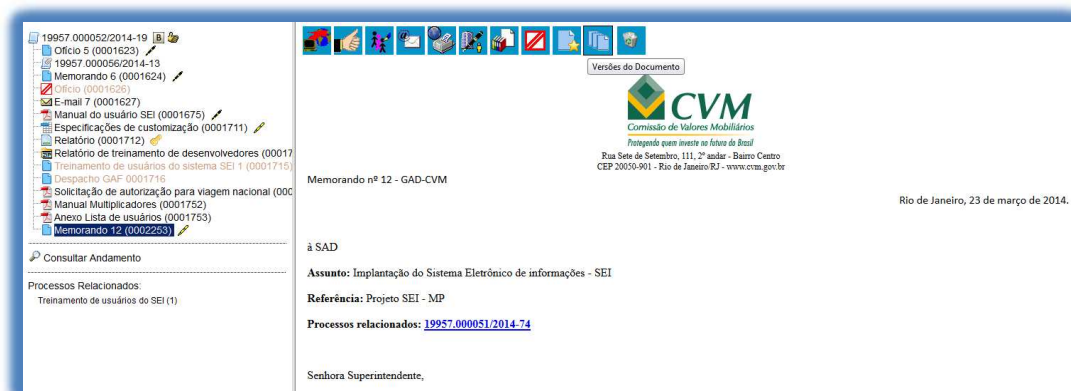 19957.000052/2014-19 B
Ofício 5 (0001623)
19957.000056/2014-13
Memorando 6 (0001624)
Ofício (0001626)
E-mail 7 (0001627)
Manual do usuário SEI (0001675)
Especificações de customização (0001711)
Relatório (0001712)
Relatório de treinamento de desenvolvedores (00017
Treinamento de usuários do sistema SEI 1 (0001715)
Despacho GAF 0001716
Solicitação de autorização para viagem nacional (000
Manual Multiplicadores (0001752)
Anexo Lista de usuários (0001753)
Memorando 12 (0002253)
Consultar Andamento
Processos Relacionados:
Treinamento de usuários do SEI (1)
Versões do Documento
CVM
Comissão de Valores Mobiliários
Protegendo quem investe no futuro do Brasil
Rua Sete de Setembro, 111, 2º andar - Bairro Centro
CEP 20050-901 - Rio de Janeiro/RJ - www.cvm.gov.br
Memorando nº 12 - GAD-CVM
Rio de Janeiro, 23 de março de 2014.
à SAD
Assunto: Implantação do Sistema Eletrônico de informações - SEI
Referência: Projeto SEI - MP
Processos relacionados: 19957.000051/2014-74
Senhora Superintendente,